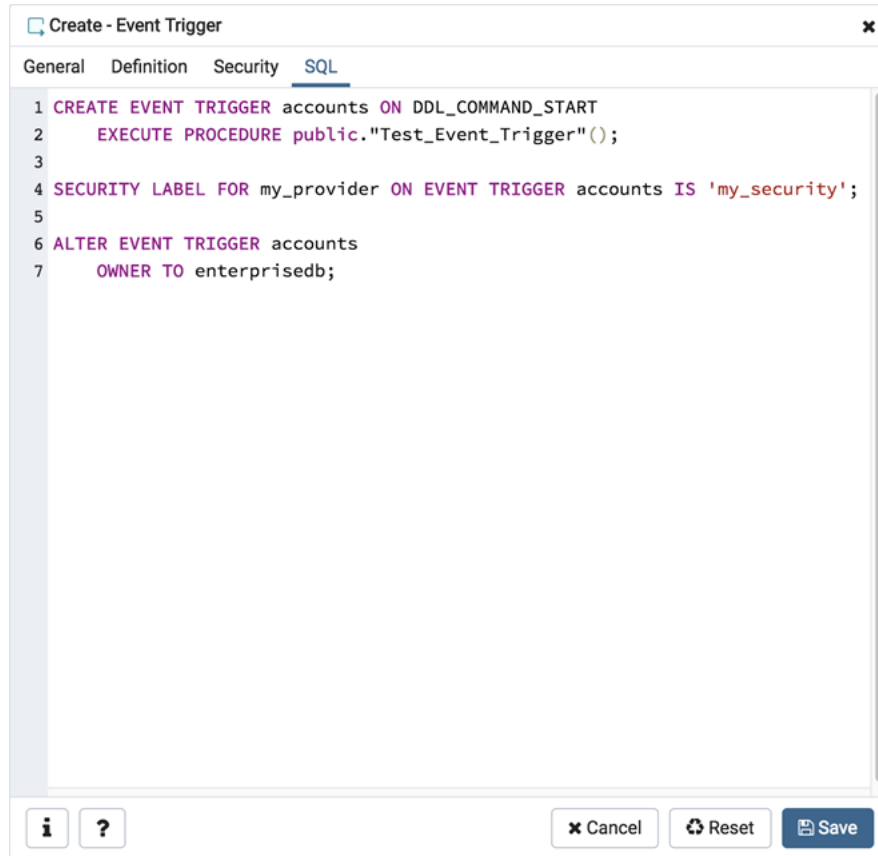 Create - Event Trigger
General Definition Security SQL
1 CREATE EVENT TRIGGER accounts ON DDL_COMMAND_START
2 EXECUTE PROCEDURE public."Test_Event_Trigger"();
3
4 SECURITY LABEL FOR my_provider ON EVENT TRIGGER accounts IS 'my_security';
5
6 ALTER EVENT TRIGGER accounts
7 OWNER TO enterprisedb;
i ? Cancel Reset Save